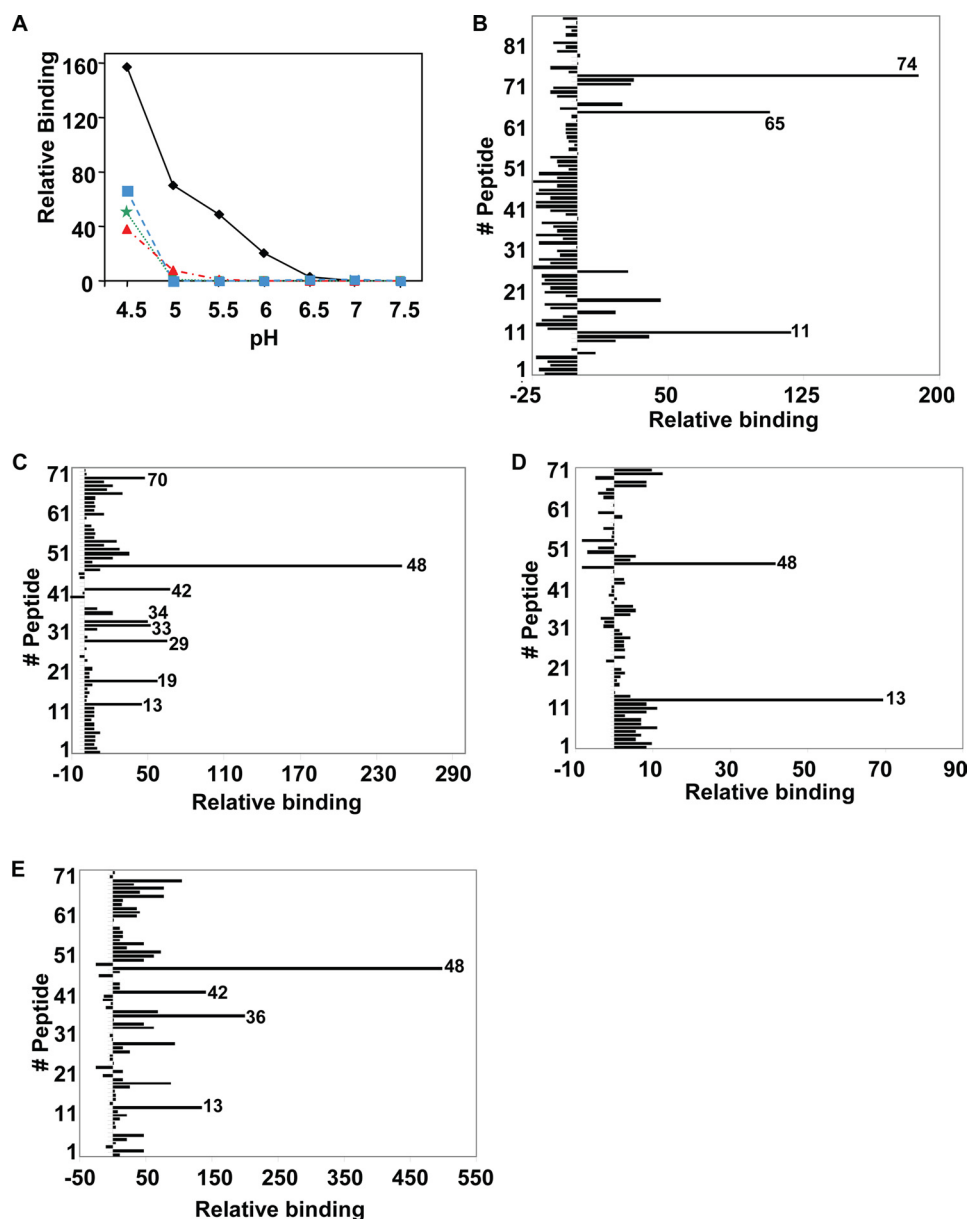 A
Relative Binding
160
120
80
40
0
4.5 5 5.5 6 6.5 7 7.5
pH
B
# Peptide
81
71
61
51
41
31
21
11
1
74
65
11
-25 50 125 200
Relative binding
C
# Peptide
71
61
51
41
31
21
11
1
70
48
42
34
33
29
19
13
-10 50 110 170 230 290
Relative binding
D
# Peptide
71
61
51
41
31
21
11
1
48
13
-10 10 30 50 70 90
Relative binding
E
# Peptide
71
61
51
41
31
21
11
1
48
42
36
13
-50 50 150 250 350 450 550
Relative binding